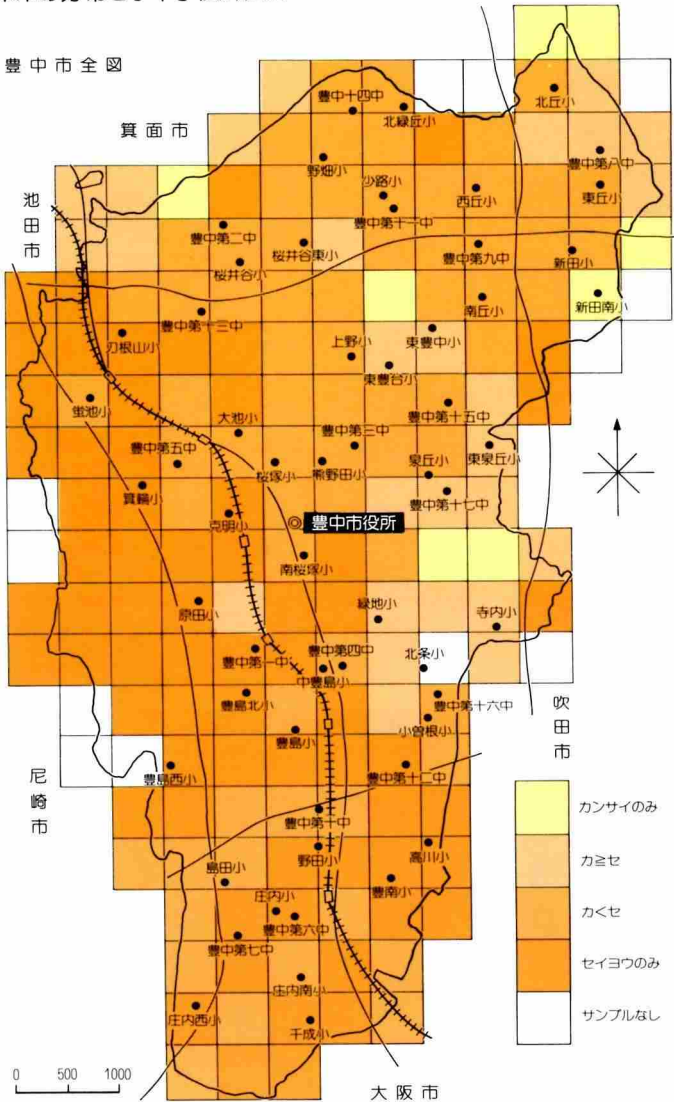 豊中市全図
箕面市
池田市
豊中十四中
北緑丘小
北丘小
野畑小
豊中第八中
少路小
西丘小
東丘小
豊中第十一中
豊中第二中
桜井谷東小
豊中第九中
新田小
桜井谷小
豊中第十三中
南丘小
新田南小
刃根山小
上野小
東豊中小
東豊台小
蛍池小
豊中第十五中
大池小
豊中第三中
豊中第五中
桜塚小
熊野田小
泉丘小
東泉丘小
箕輪小
豊中第十七中
克明小
豊中市役所
南桜塚小
原田小
緑地小
寺内小
豊中第一中
豊中第四中
中豊島小
北条小
豊島北小
豊中第十六中
小曽根小
吹田市
豊島小
豊島西小
豊中第十二中
尼崎市
豊中第十中
野田小
高川小
島田小
豊南小
庄内小
豊中第六中
豊中第七中
庄内南小
庄内西小
千成小
カンサイのみ
カ≧セ
カくセ
セイヨウのみ
サンプルなし
0 500 1000
大阪市